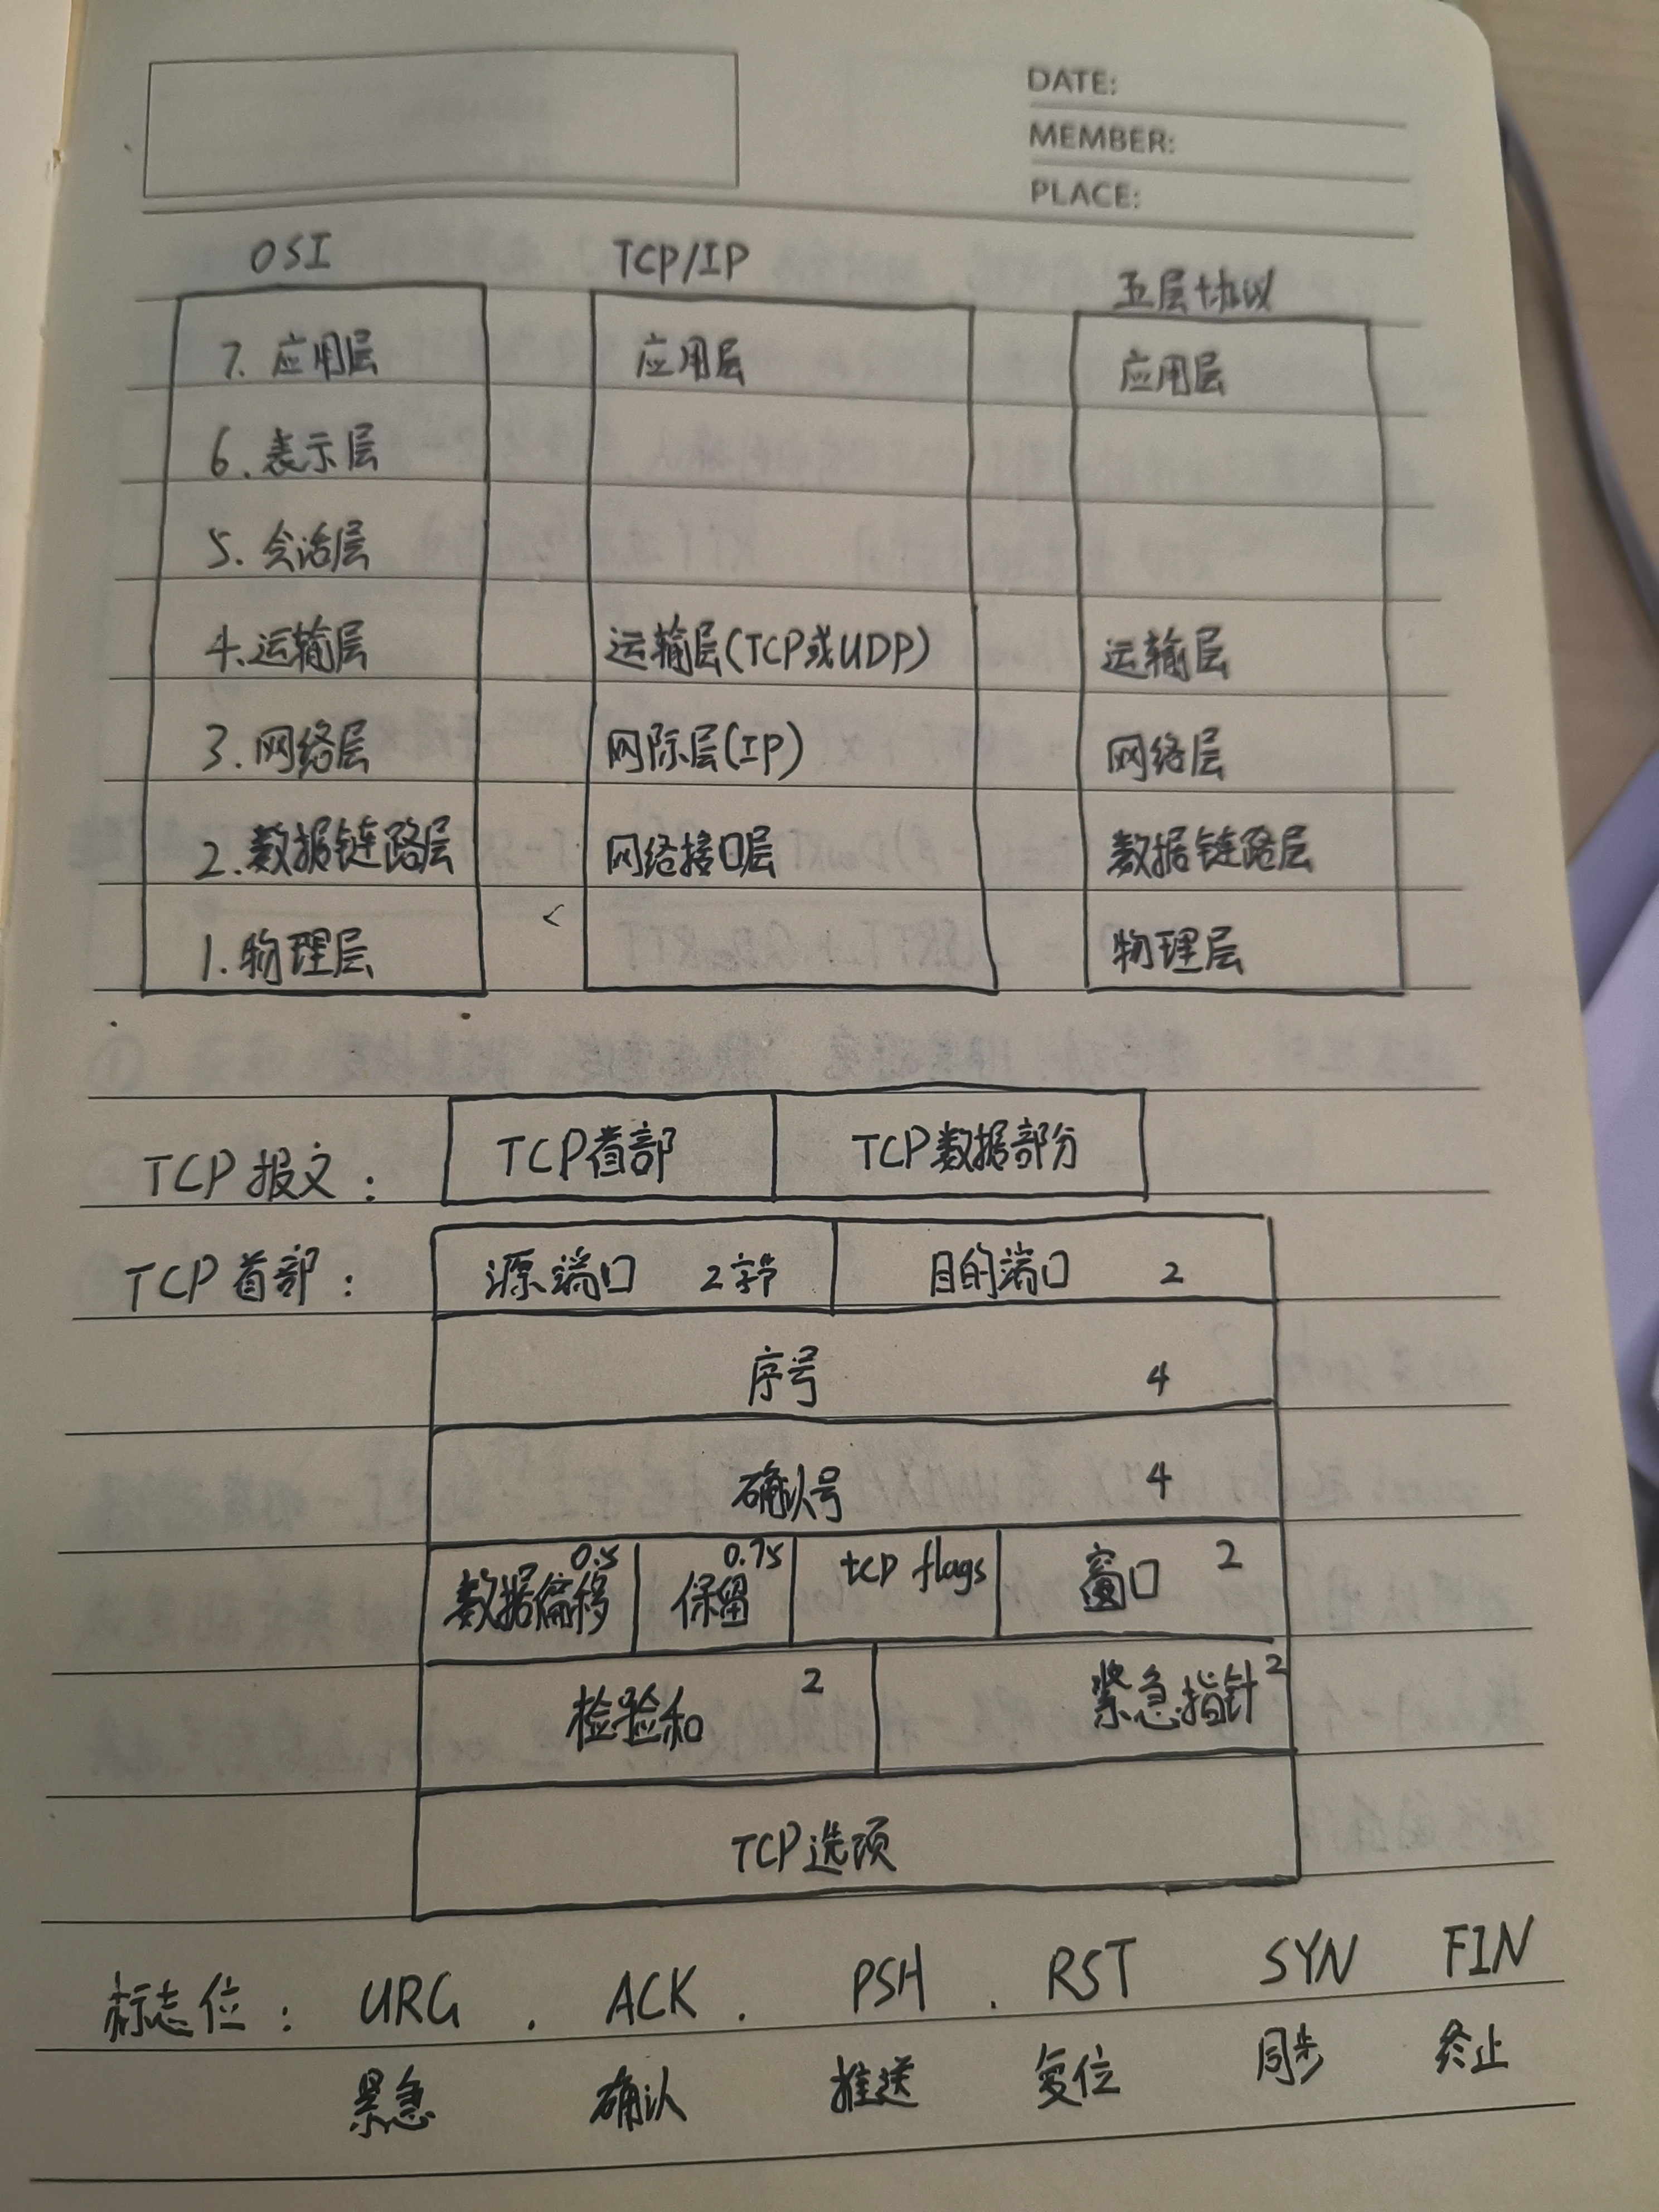 DATE:
MEMBER:
PLACE:
OSI TCP/IP 五层协议
7. 应用层 应用层 应用层
6. 表示层
5. 会话层
4. 运输层 运输层(TCP或UDP) 运输层
3. 网络层 网际层(IP) 网络层
2. 数据链路层 网络接口层 数据链路层
1. 物理层 物理层
TCP报文: TCP首部 TCP数据部分
TCP首部: 源端口 2字节 目的端口 2
序号 4
确认号 4
数据偏移 0.5 保留 0.75 tcp flags 窗口 2
检验和 2 紧急指针 2
TCP选项
标志位: URG . ACK . PSH . RST SYN FIN
紧急 确认 推送 复位 同步 终止